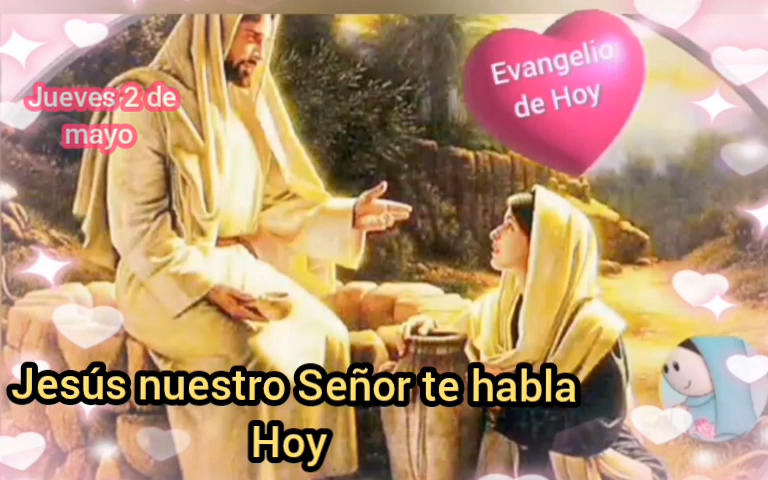 Jueves 2 de
mayo
Evangelio
de Hoy
Jesús nuestro Señor te habla
Hoy